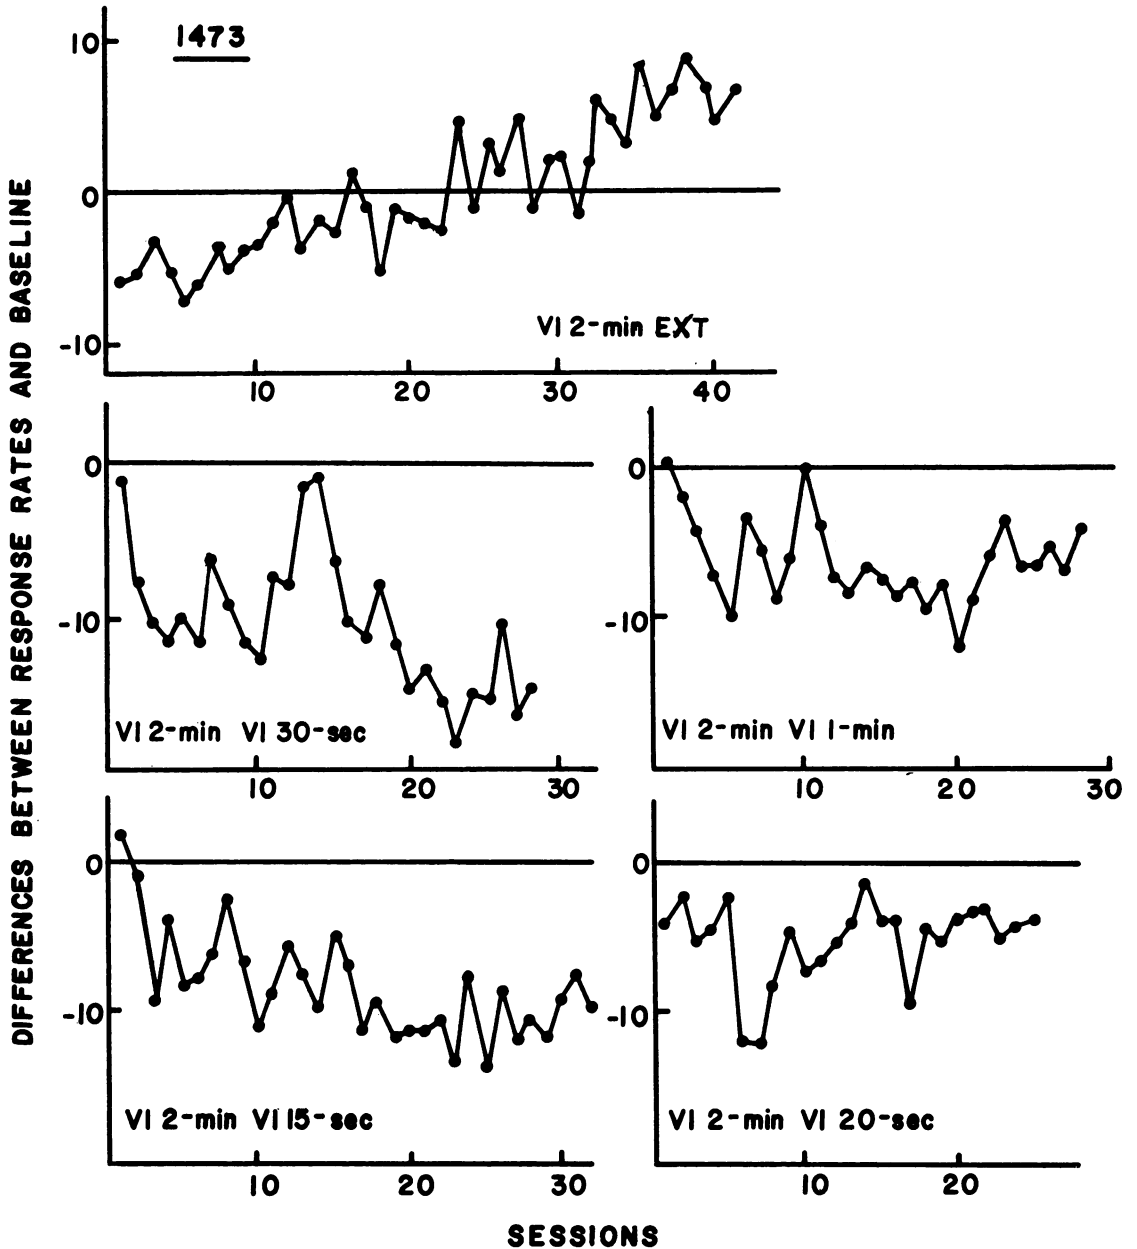 1473
10
0
-10
VI 2-min EXT
10 20 30 40
DIFFERENCES BETWEEN RESPONSE RATES AND BASELINE
0
-10
VI 2-min VI 30-sec
10 20 30
0
-10
VI 2-min VI 1-min
10 20 30
0
-10
VI 2-min VI 15-sec
10 20 30
0
-10
VI 2-min VI 20-sec
10 20
SESSIONS